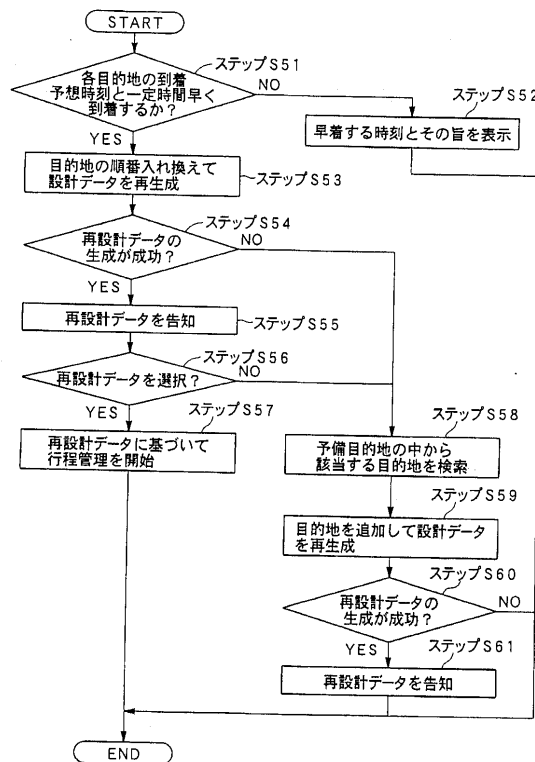 START
各目的地の到着
予想時刻と一定時間早く
到着するか？
ステップS51
NO
YES
ステップS52
早着する時刻とその旨を表示
目的地の順番入れ換えて
設計データを再生成
ステップS53
再設計データの
生成が成功？
ステップS54
NO
YES
再設計データを告知
ステップS55
再設計データを選択？
ステップS56
NO
YES
ステップS57
再設計データに基づいて
行程管理を開始
ステップS58
予備目的地の中から
該当する目的地を検索
ステップS59
目的地を追加して設計データ
を再生成
ステップS60
再設計データの
生成が成功？
NO
YES
ステップS61
再設計データを告知
END